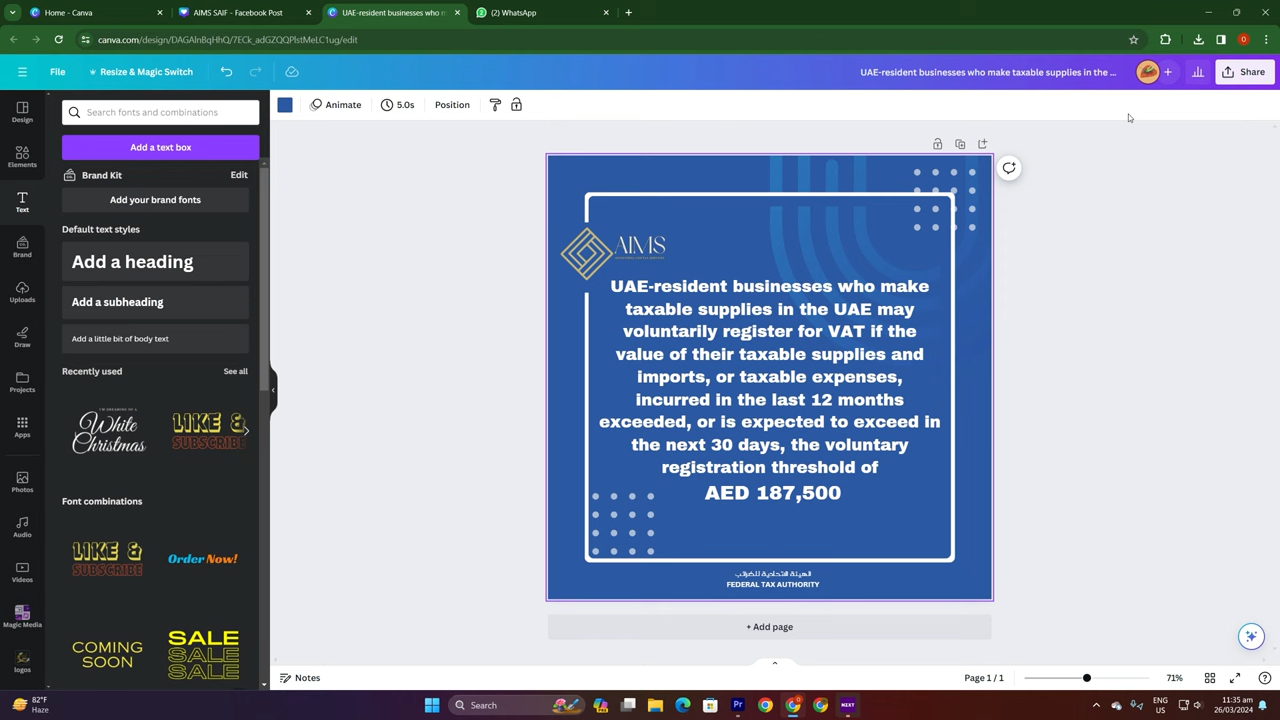 Home - Canva
AIMS SAIF - Facebook Post
UAE-resident businesses who m
(2) WhatsApp
canva.com/design/DAGAlnBqHhQ/7ECk_adGZQQPlstMeLC1ug/edit
File
Resize & Magic Switch
UAE-resident businesses who make taxable supplies in the ...
Share
Search fonts and combinations
Animate
5.0s
Position
Design
Add a text box
Brand Kit
Edit
Elements
Add your brand fonts
Text
Default text styles
Add a heading
Brand
Add a subheading
Uploads
Add a little bit of body text
Draw
Recently used
See all
Projects
I'M DREAMING OF A
White
Christmas
LIKE &
SUBSCRIBE
Apps
Photos
Font combinations
Audio
LIKE &
SUBSCRIBE
Order Now!
Videos
Magic Media
COMING
SOON
SALE
SALE
SALE
logos
AIMS
UAE-resident businesses who make
taxable supplies in the UAE may
voluntarily register for VAT if the
value of their taxable supplies and
imports, or taxable expenses,
incurred in the last 12 months
exceeded, or is expected to exceed in
the next 30 days, the voluntary
registration threshold of
AED 187,500
الهيئة الاتحادية للضرائب
FEDERAL TAX AUTHORITY
+ Add page
Notes
Page 1 / 1
71%
82°F
Haze
Search
NEXT
ENG
US
11:35 am
26/03/2024